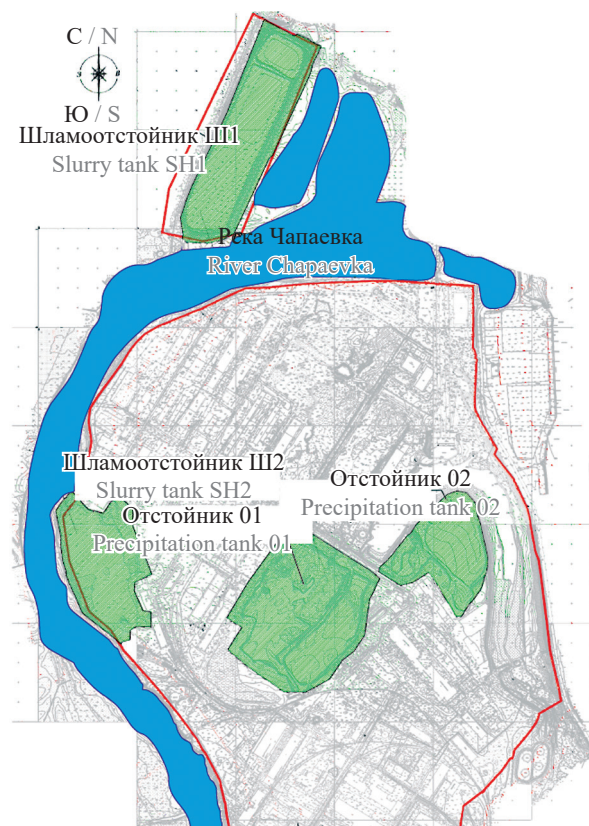 С / N
Ю / S
Шламоотстойник Ш1
Slurry tank SH1
Река Чапаевка
River Chapaevka
Шламоотстойник Ш2
Slurry tank SH2
Отстойник 02
Precipitation tank 02
Отстойник 01
Precipitation tank 01